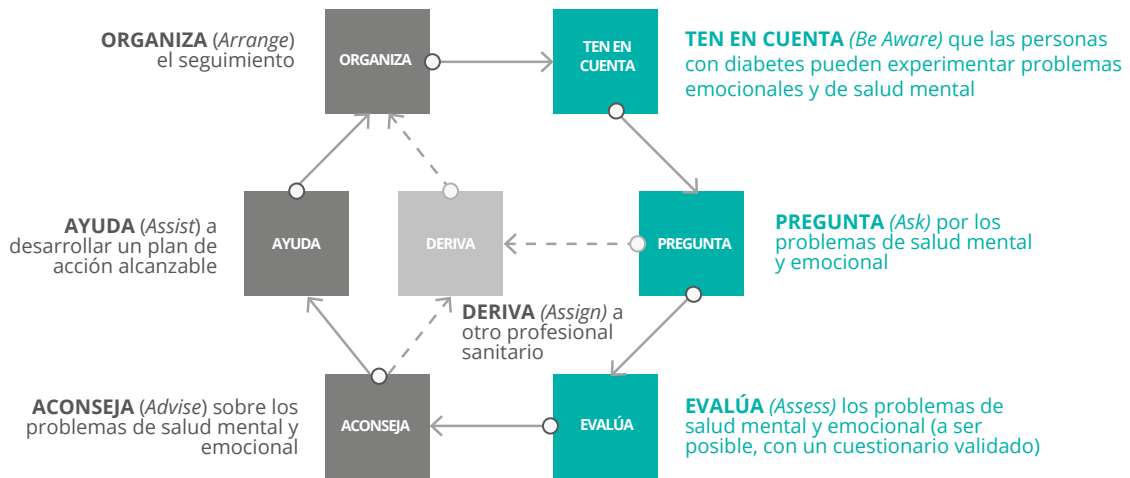 ORGANIZA (Arrange)
el seguimiento
ORGANIZA
TEN EN
CUENTA
TEN EN CUENTA (Be Aware) que las personas
con diabetes pueden experimentar problemas
emocionales y de salud mental
AYUDA (Assist) a
desarrollar un plan de
acción alcanzable
AYUDA
DERIVA
PREGUNTA
PREGUNTA (Ask) por los
problemas de salud mental
y emocional
DERIVA (Assign) a
otro profesional
sanitario
ACONSEJA (Advise) sobre los
problemas de salud mental y
emocional
ACONSEJA
EVALÚA
EVALÚA (Assess) los problemas de
salud mental y emocional (a ser
posible, con un cuestionario validado)